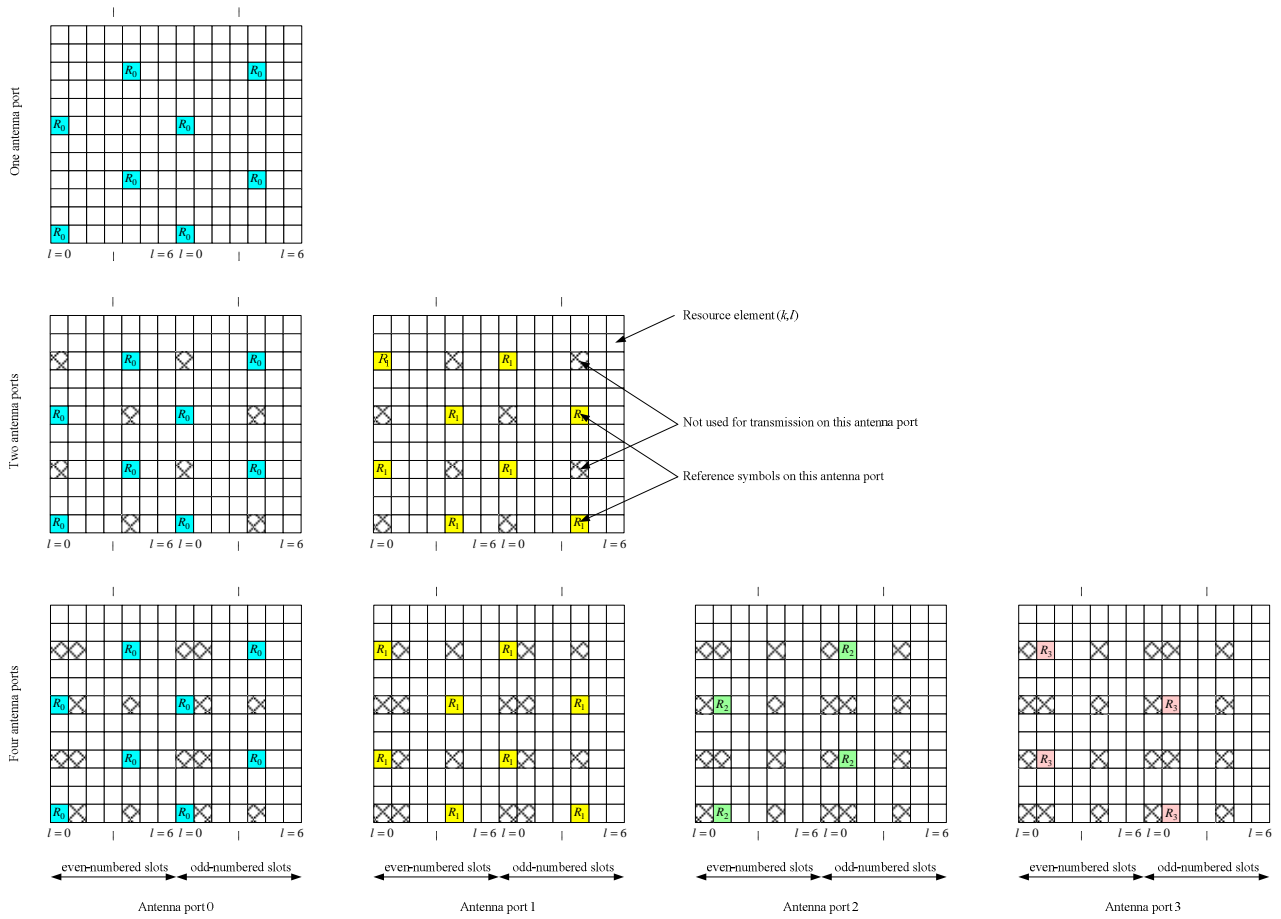 One antenna port
R0 R0
R0 R0
R0 R0
R0 R0
l = 0 l = 6 l = 0 l = 6
Two antenna ports
R0 R0
R0 R0
R0 R0
R0 R0
l = 0 l = 6 l = 0 l = 6
R1 R1
R1 R1
R1 R1
R1 R1
l = 0 l = 6 l = 0 l = 6
Resource element (k,l)
Not used for transmission on this antenna port
Reference symbols on this antenna port
Four antenna ports
R0 R0
R0 R0
R0 R0
R0 R0
l = 0 l = 6 l = 0 l = 6
R1 R1
R1 R1
R1 R1
R1 R1
l = 0 l = 6 l = 0 l = 6
R2
R2
R2
R2
l = 0 l = 6 l = 0 l = 6
R3
R3
R3
R3
l = 0 l = 6 l = 0 l = 6
even-numbered slots odd-numbered slots
even-numbered slots odd-numbered slots
even-numbered slots odd-numbered slots
even-numbered slots odd-numbered slots
Antenna port 0
Antenna port 1
Antenna port 2
Antenna port 3